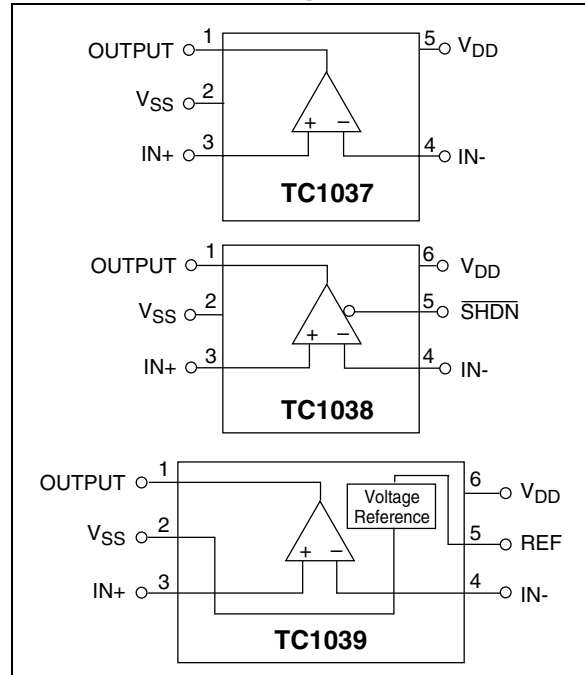 OUTPUT 1 5 VDD
VSS 2
IN+ 3 + − 4 IN-
TC1037
OUTPUT 1 6 VDD
VSS 2 5 SHDN
IN+ 3 + − 4 IN-
TC1038
OUTPUT 1 Voltage Reference 6 VDD
VSS 2 5 REF
IN+ 3 + − 4 IN-
TC1039